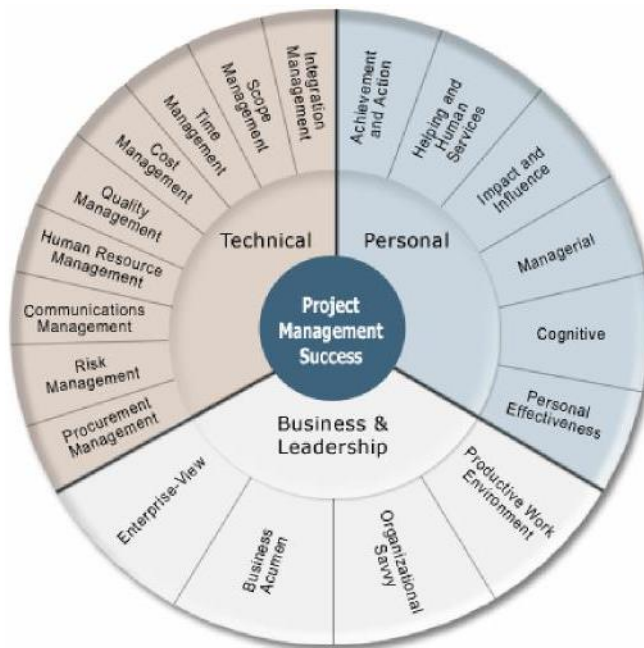 Integration
Management
Scope
Management
Time
Management
Cost
Management
Quality
Management
Human Resource
Management
Communications
Management
Risk
Management
Procurement
Management
Technical
Achievement
and Action
Helping and
Human
Services
Impact and
Influence
Managerial
Cognitive
Personal
Effectiveness
Personal
Project
Management
Success
Business &
Leadership
Enterprise-View
Business
Acumen
Organizational
Savvy
Productive Work
Environment